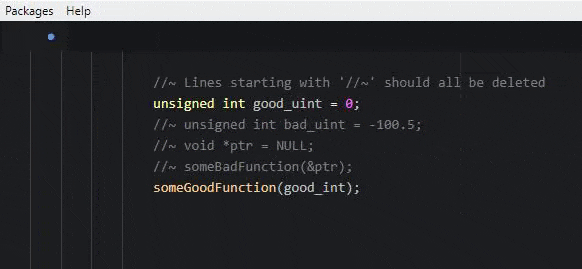 Packages Help
//~ Lines starting with '//~' should all be deleted
unsigned int good_uint = 0;
//~ unsigned int bad_uint = -100.5;
//~ void *ptr = NULL;
//~ someBadFunction(&ptr);
someGoodFunction(good_int);